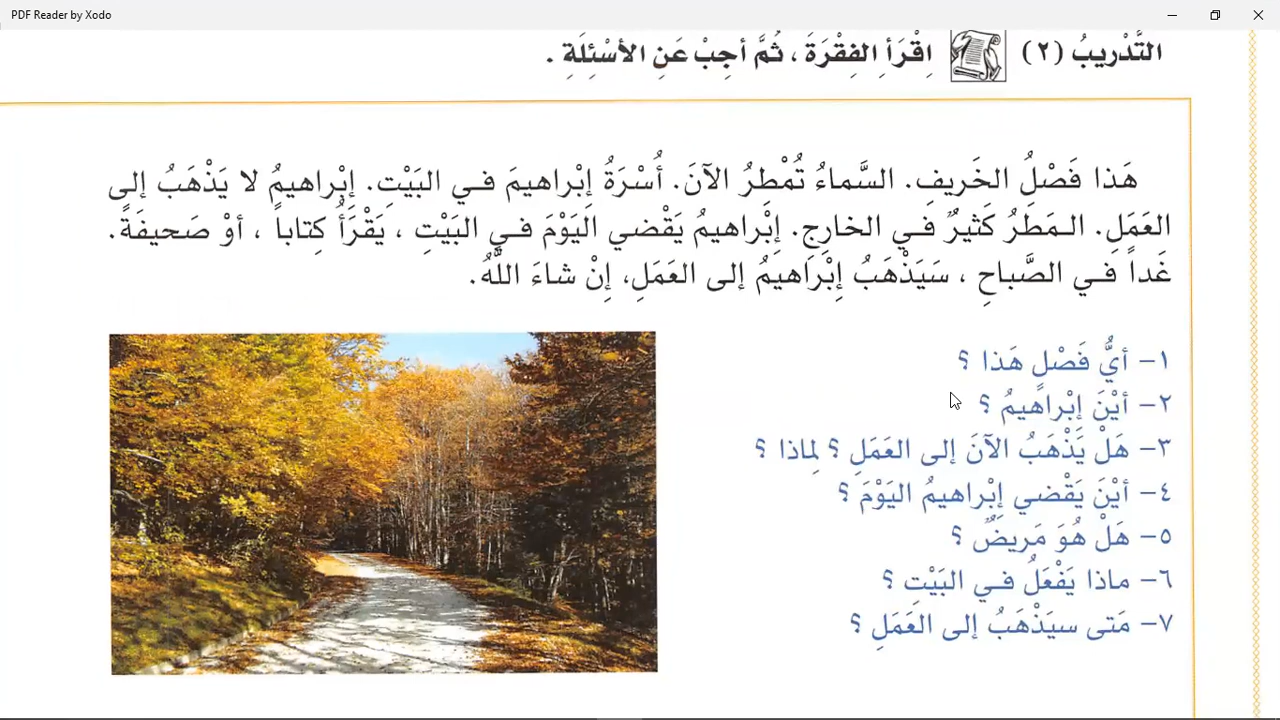 PDF Reader by Xodo
التَّدْرِيبُ (٢) اِقْرَأِ الفِقْرَةَ ، ثُمَّ أجِبْ عَنِ الأسْئِلَةِ .
هَذا فَصْلُ الخَريفِ. السَّماءُ تُمْطِرُ الآنَ. أُسْرَةُ إبْراهيمَ في البَيْتِ. إبْراهيمُ لا يَذْهَبُ إلى
العَمَلِ. المَطَرُ كَثيرٌ في الخارِجِ. إبْراهيمُ يَقْضي اليَوْمَ في البَيْتِ ، يَقْرَأُ كِتاباً ، أوْ صَحيفَةً.
غَداً في الصَّباحِ ، سَيَذْهَبُ إبْراهيمُ إلى العَمَلِ، إنْ شاءَ اللَّهُ.
١- أيُّ فَصْلٍ هَذا ؟
٢- أيْنَ إبْراهيمُ ؟
٣- هَلْ يَذْهَبُ الآنَ إلى العَمَلِ ؟ لِماذا ؟
٤- أيْنَ يَقْضي إبْراهيمُ اليَوْمَ ؟
٥- هَلْ هُوَ مَريضٌ ؟
٦- ماذا يَفْعَلُ في البَيْتِ ؟
٧- مَتى سيَذْهَبُ إلى العَمَلِ ؟